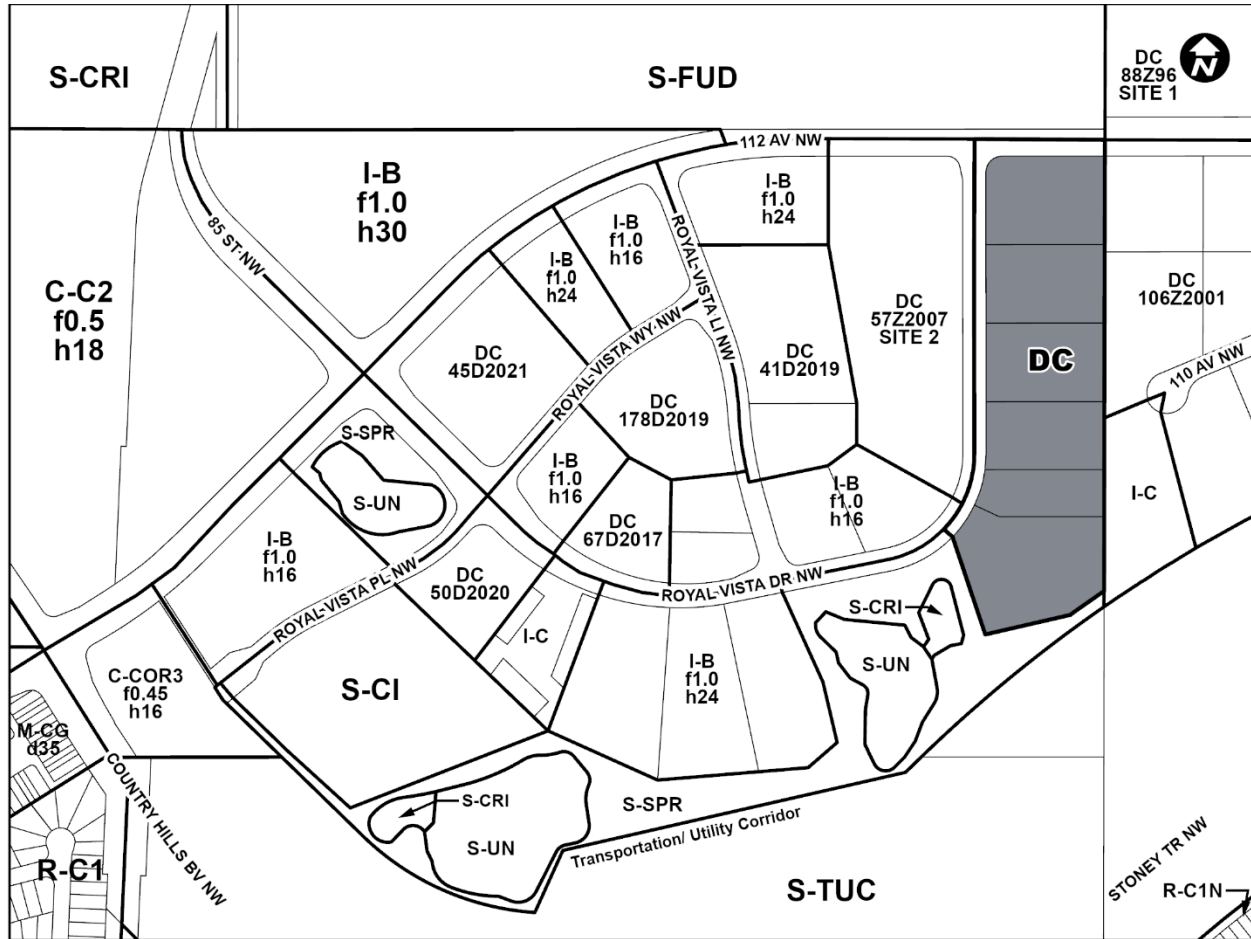 S-CRI
S-FUD
DC
88Z96
SITE 1
N
112 AV NW
I-B
f1.0
h30
I-B
f1.0
h24
I-B
f1.0
h16
85 ST NW
I-B
f1.0
h24
ROYAL VISTA LI NW
C-C2
f0.5
h18
DC
57Z2007
SITE 2
DC
106Z2001
DC
45D2021
ROYAL VISTA WY NW
DC
41D2019
DC
110 AV NW
DC
178D2019
S-SPR
S-UN
I-B
f1.0
h16
I-B
f1.0
h16
I-C
DC
67D2017
I-B
f1.0
h16
ROYAL VISTA PL NW
DC
50D2020
ROYAL VISTA DR NW
S-CRI
I-C
S-UN
C-COR3
f0.45
h16
S-CI
I-B
f1.0
h24
M-CG
d35
COUNTRY HILLS BV NW
S-CRI
S-SPR
S-UN
Transportation/ Utility Corridor
R-C1
S-TUC
STONEY TR NW
R-C1N